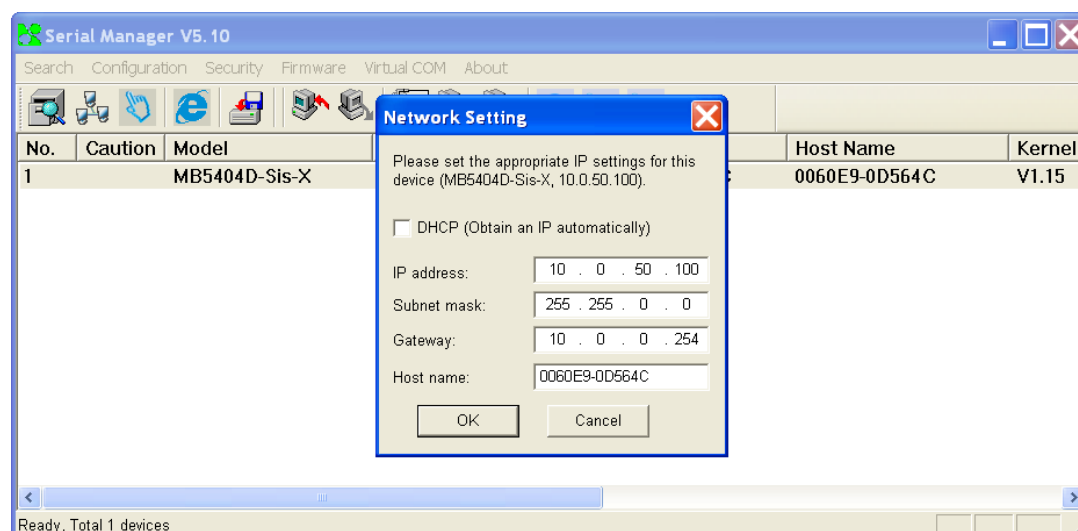 Serial Manager V5.10
Search Configuration Security Firmware Virtual COM About
Network Setting
No. Caution Model Host Name Kernel
1 MB5404D-Sis-X 0060E9-0D564C V1.15
Please set the appropriate IP settings for this
device (MB5404D-Sis-X, 10.0.50.100).
DHCP (Obtain an IP automatically)
IP address: 10 . 0 . 50 . 100
Subnet mask: 255 . 255 . 0 . 0
Gateway: 10 . 0 . 0 . 254
Host name: 0060E9-0D564C
OK Cancel
Ready, Total 1 devices